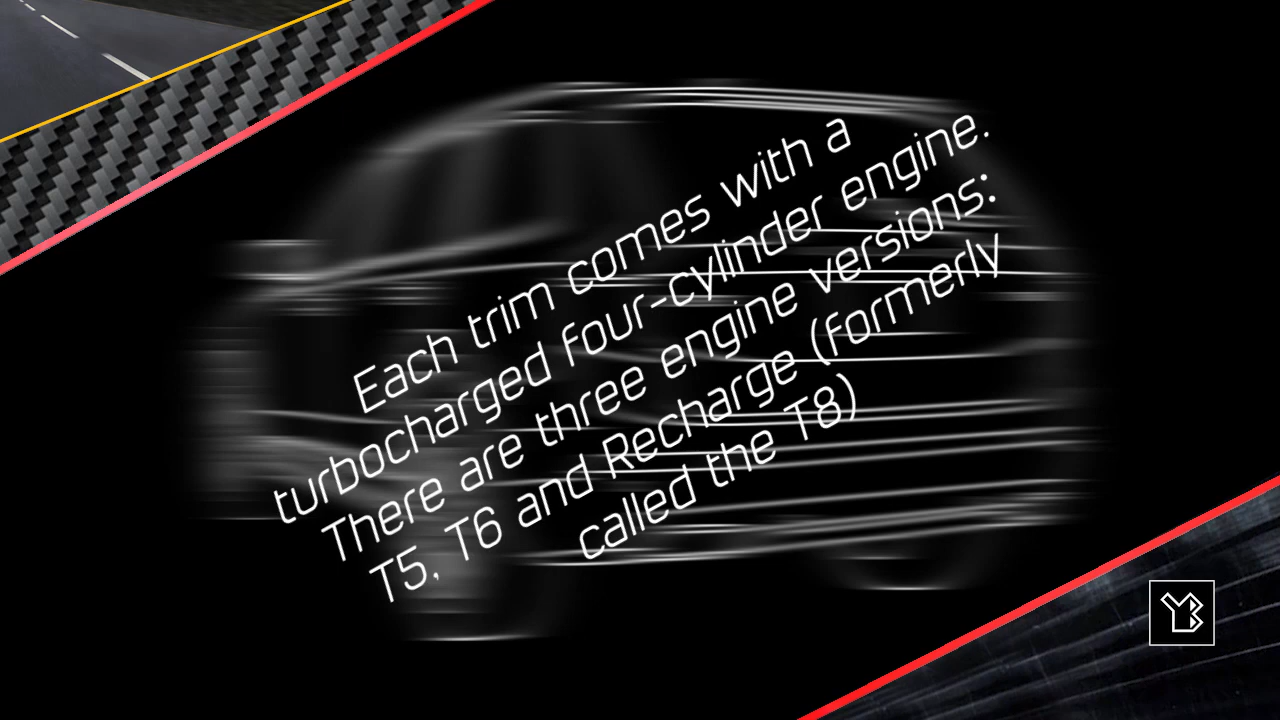 Each trim comes with a
turbocharged four-cylinder engine.
There are three engine versions:
T5, T6 and Recharge (formerly
called the T8)